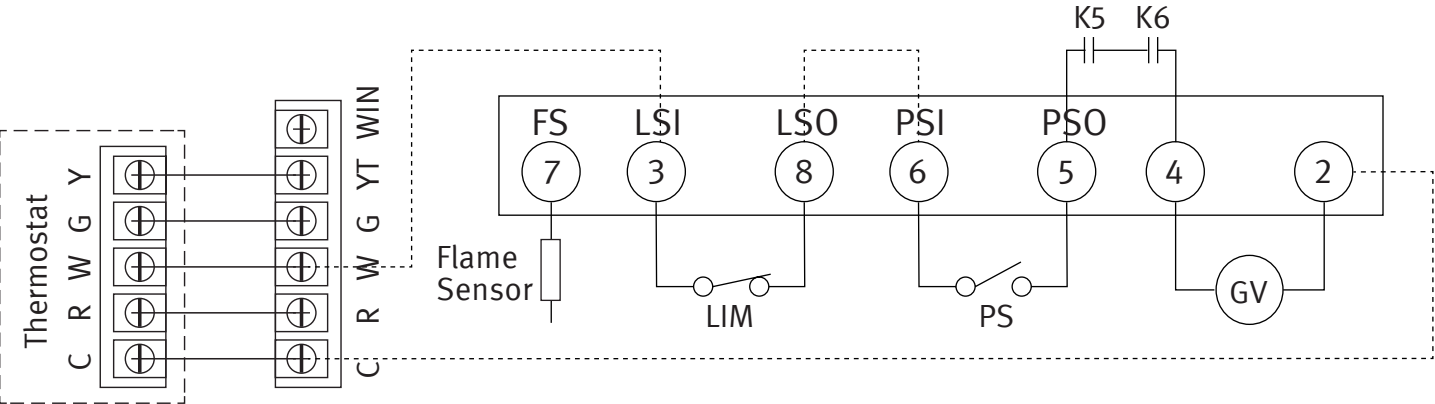 K5 K6
FS LSI LSO PSI PSO
7 3 8 6 5 4 2
Thermostat
Y
G
W
R
C
WIN
YT
G
W
R
C
Flame
Sensor
LIM
PS
GV